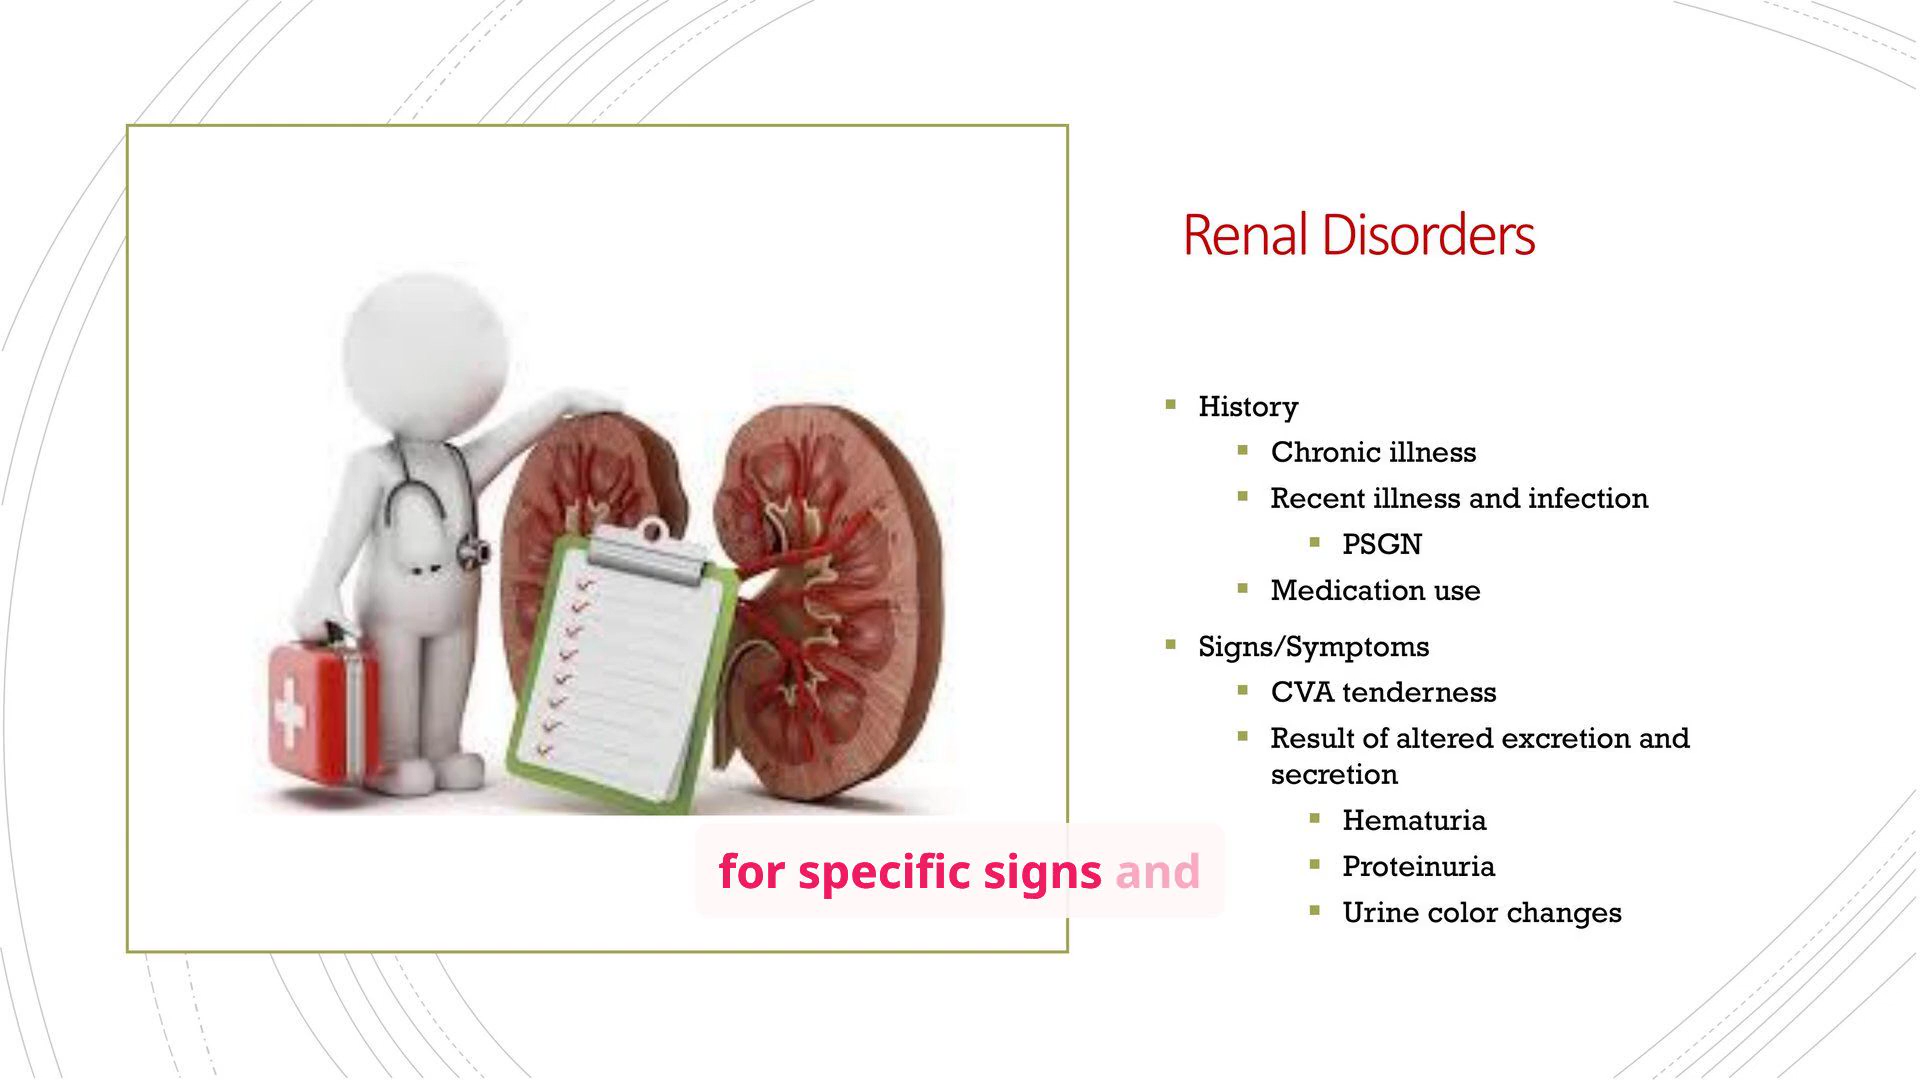 Renal Disorders
History
Chronic illness
Recent illness and infection
PSGN
Medication use
Signs/Symptoms
CVA tenderness
Result of altered excretion and
secretion
Hematuria
Proteinuria
Urine color changes
for specific signs and